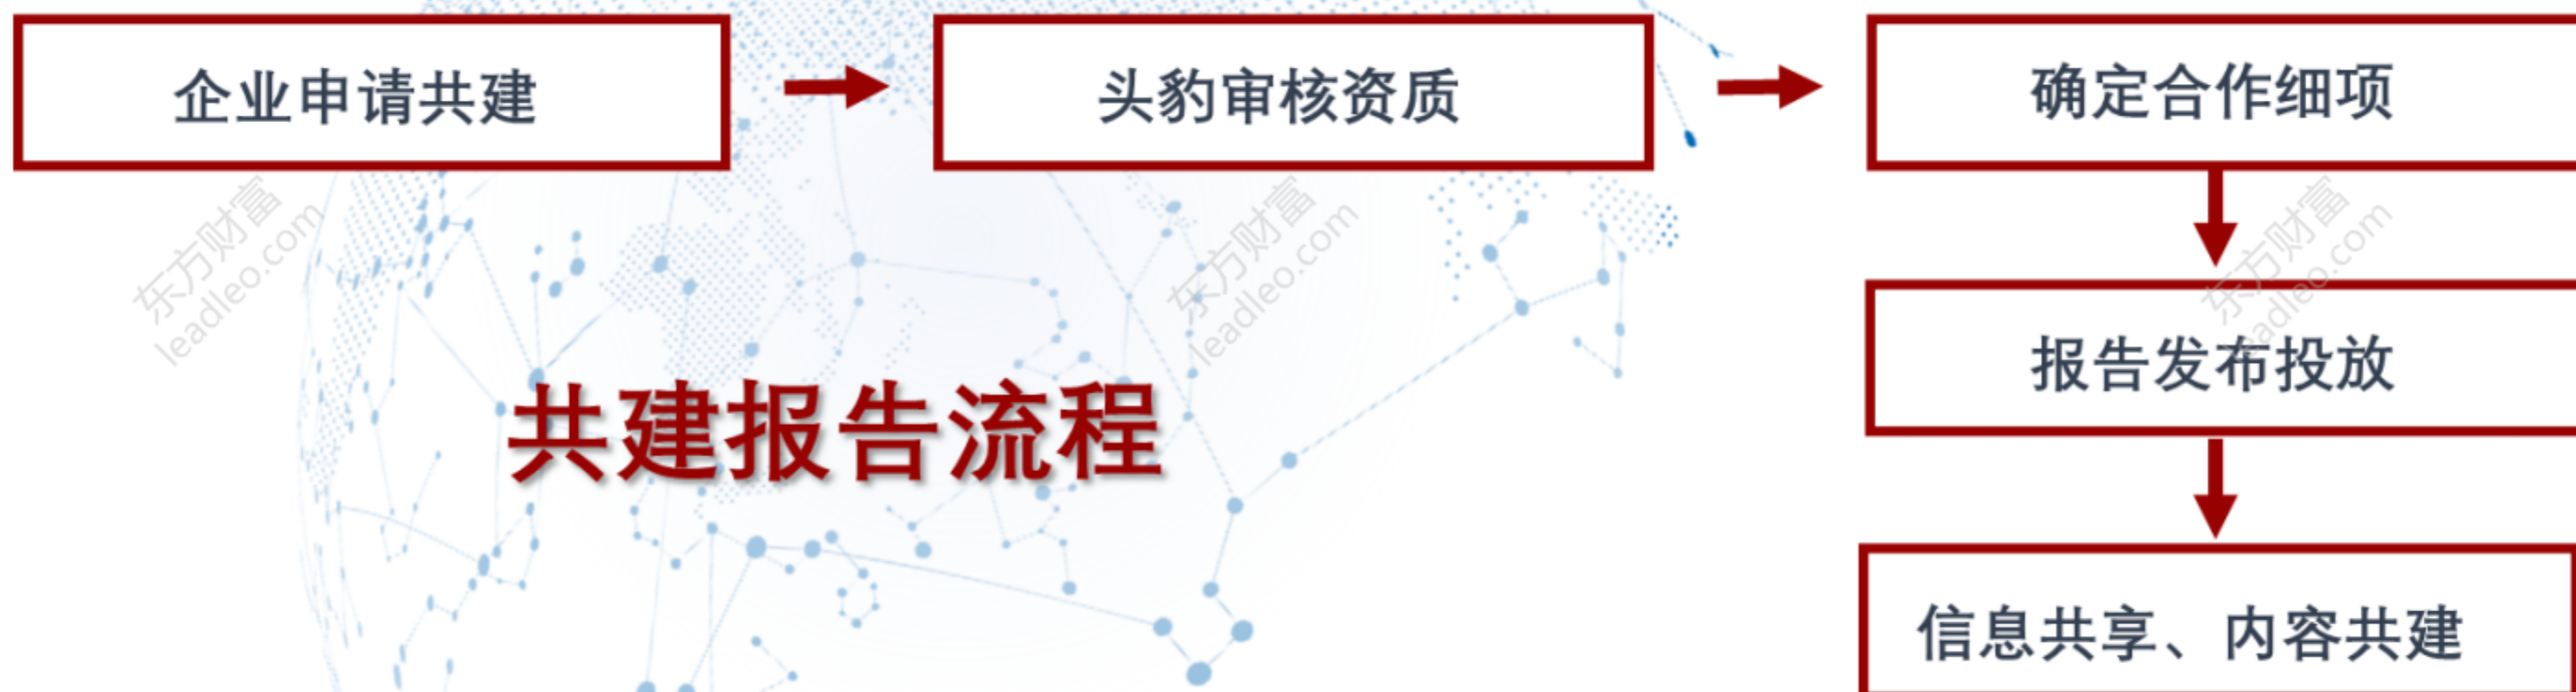 企业申请共建
头豹审核资质
确定合作细项
东方财富
leadleo.com
东方财富
leadleo.com
东方财富
leadleo.com
报告发布投放
共建报告流程
信息共享、内容共建